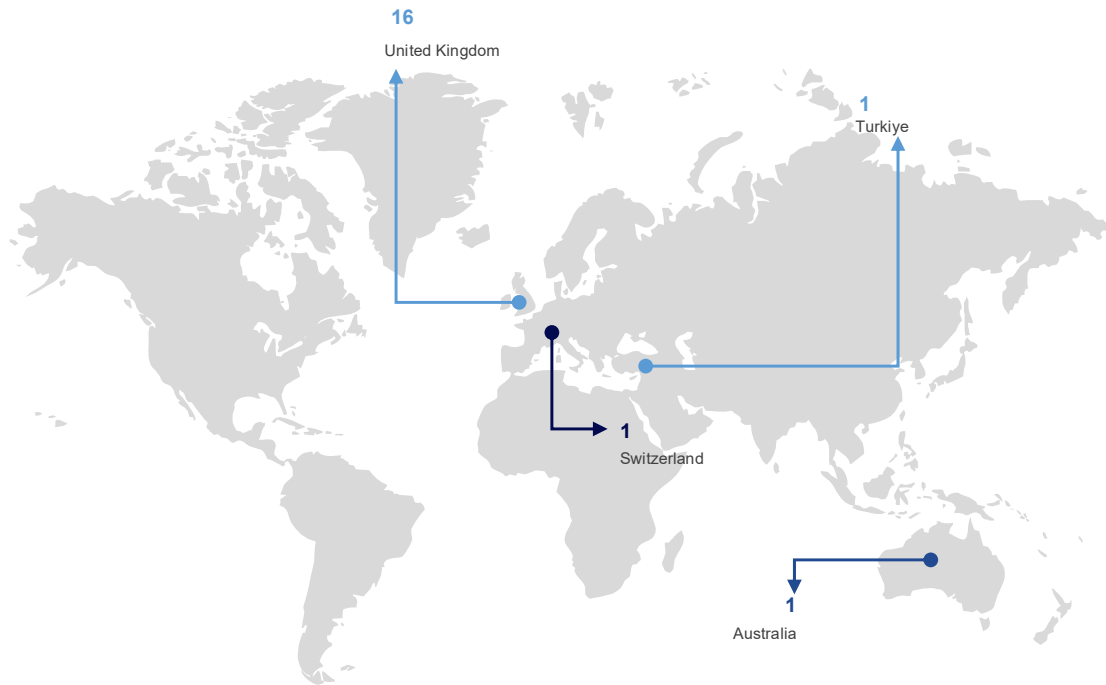 16
United Kingdom
1
Turkiye
1
Switzerland
1
Australia